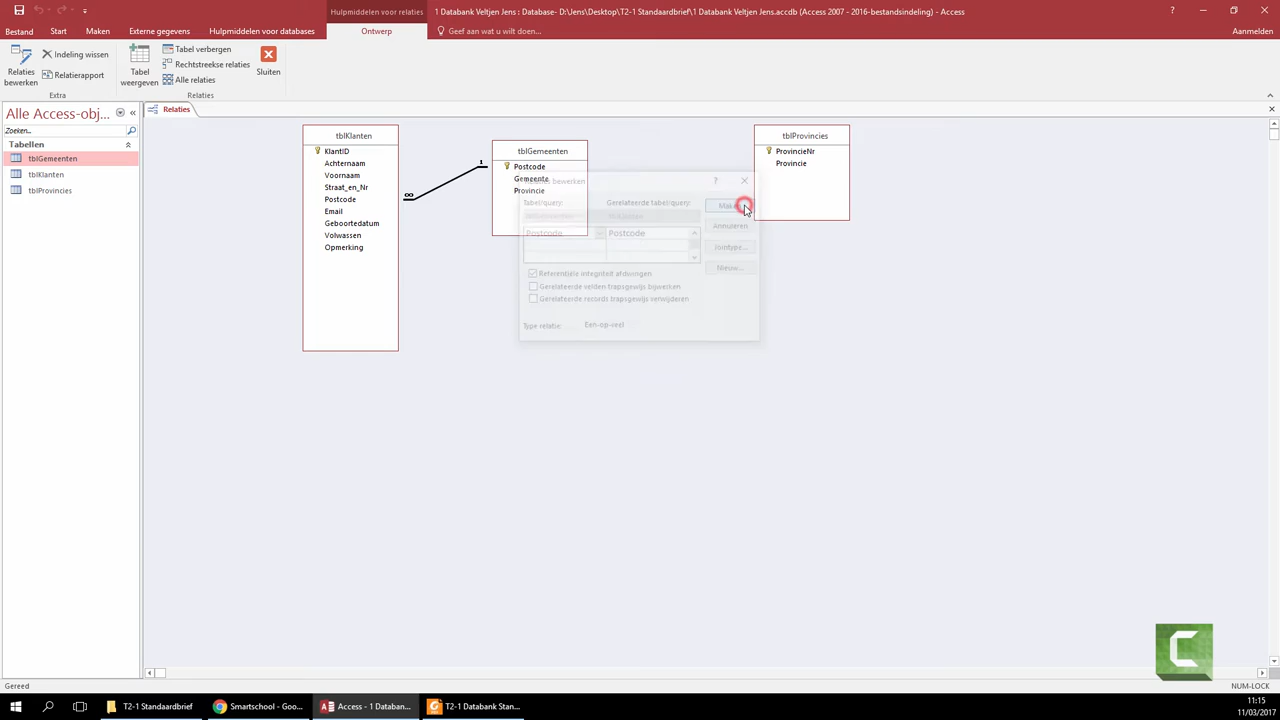 Hulpmiddelen voor relaties
1 Databank Veltjen Jens : Database- D:\Jens\Desktop\T2-1 Standaardbrief\1 Databank Veltjen Jens.accdb (Access 2007 - 2016-bestandsindeling) - Access
Bestand
Start
Maken
Externe gegevens
Hulpmiddelen voor databases
Ontwerp
Geef aan wat u wilt doen...
Aanmelden
Relaties bewerken
Indeling wissen
Relatierapport
Extra
Tabel weergeven
Tabel verbergen
Rechtstreekse relaties
Alle relaties
Relaties
Sluiten
Alle Access-obj...
Zoeken...
Tabellen
tblGemeenten
tblKlanten
tblProvincies
Relaties
tblKlanten
KlantID
Achternaam
Voornaam
Straat_en_Nr
Postcode
Email
Geboortedatum
Volwassen
Opmerking
∞
1
tblGemeenten
Postcode
Gemeente
Provincie
tblProvincies
ProvincieNr
Provincie
bewerken
Tabel/query:
Gerelateerde tabel/query:
Postcode
Postcode
Annuleren
Jointype...
Nieuw...
Referentiële integriteit afdwingen
Gerelateerde velden trapsgewijs bijwerken
Gerelateerde records trapsgewijs verwijderen
Type relatie:
Een-op-veel
Gereed
NUM-LOCK
T2-1 Standaardbrief
Smartschool - Goo...
Access - 1 Databan...
T2-1 Databank Stan...
11:15
11/03/2017